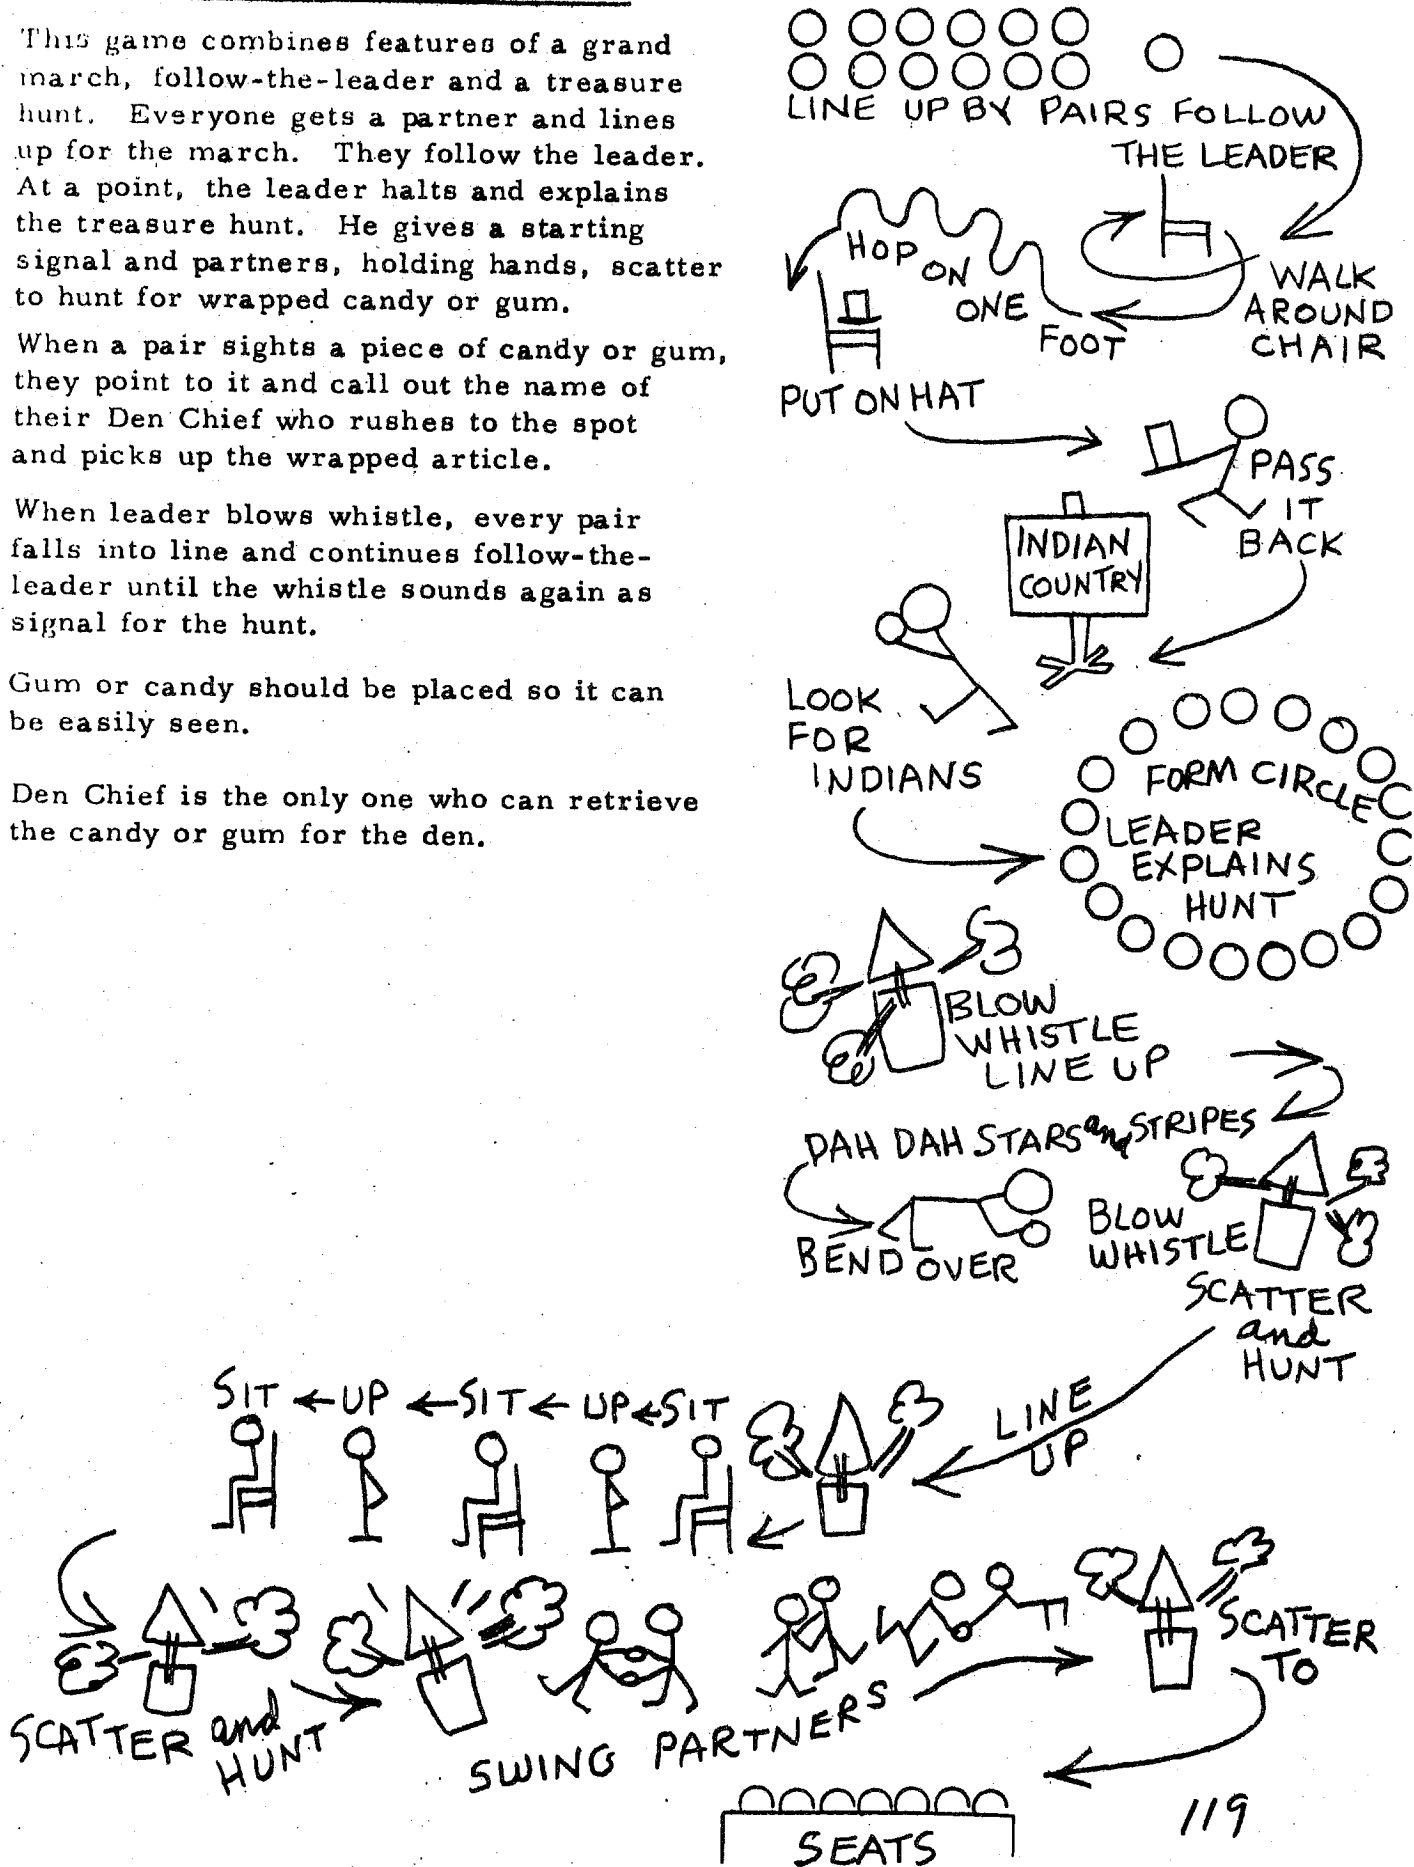 This game combines features of a grand
march, follow-the-leader and a treasure
hunt. Everyone gets a partner and lines
up for the march. They follow the leader.
At a point, the leader halts and explains
the treasure hunt. He gives a starting
signal and partners, holding hands, scatter
to hunt for wrapped candy or gum.
When a pair sights a piece of candy or gum,
they point to it and call out the name of
their Den Chief who rushes to the spot
and picks up the wrapped article.
When leader blows whistle, every pair
falls into line and continues follow-the-
leader until the whistle sounds again as
signal for the hunt.
Gum or candy should be placed so it can
be easily seen.
Den Chief is the only one who can retrieve
the candy or gum for the den.
LINE UP BY PAIRS FOLLOW
THE LEADER
WALK
AROUND
CHAIR
HOP ON
ONE
FOOT
PUT ON HAT
PASS
IT
BACK
INDIAN
COUNTRY
LOOK
FOR
INDIANS
FORM CIRCLE
LEADER
EXPLAINS
HUNT
BLOW
WHISTLE
LINE UP
DAH DAH STARS and STRIPES
BEND OVER
BLOW
WHISTLE
SCATTER
and
HUNT
LINE
UP
SIT ← UP ← SIT ← UP ← SIT
SCATTER and
HUNT
SWING PARTNERS
SCATTER
TO
SEATS
119